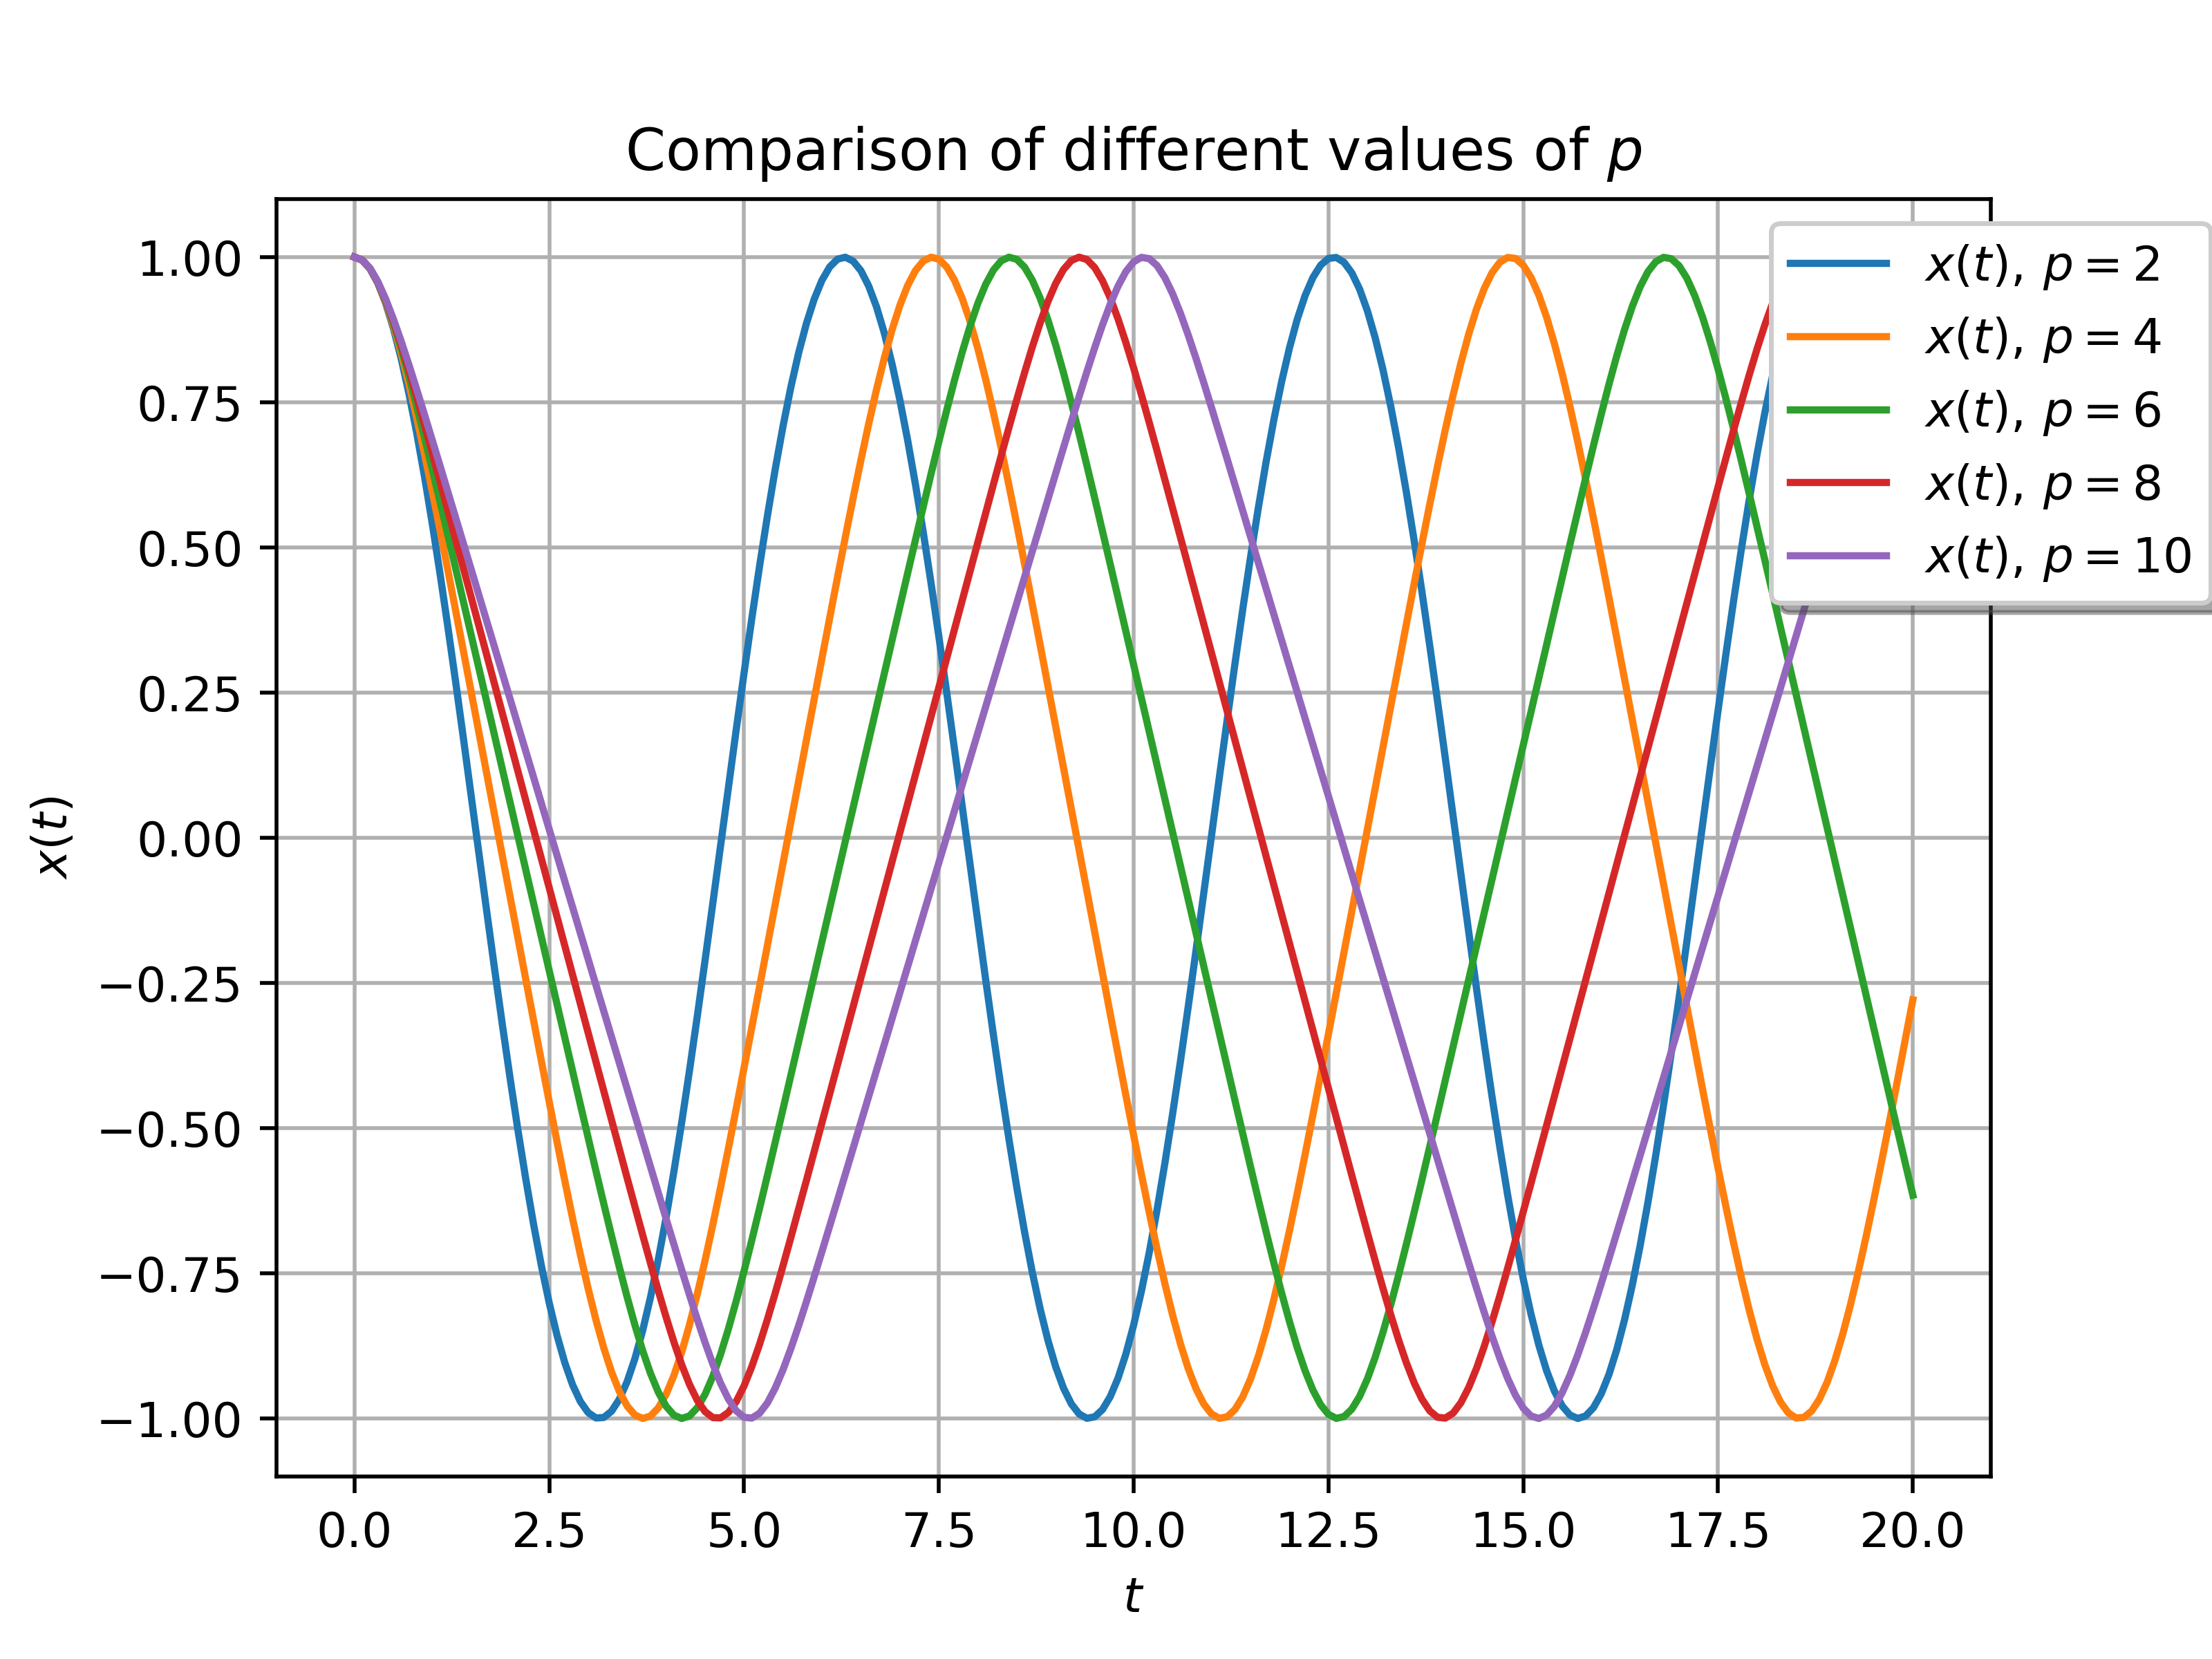 Comparison of different values of p
1.00
0.75
0.50
0.25
0.00
−0.25
−0.50
−0.75
−1.00
x(t)
x(t), p = 2
x(t), p = 4
x(t), p = 6
x(t), p = 8
x(t), p = 10
0.0 2.5 5.0 7.5 10.0 12.5 15.0 17.5 20.0
t